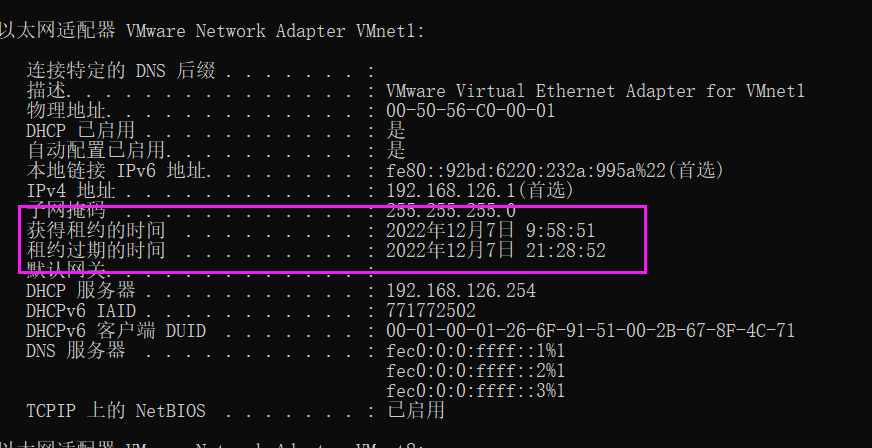 以太网适配器 VMware Network Adapter VMnet1:
连接特定的 DNS 后缀 . . . . . . . :
描述. . . . . . . . . . . . . . . : VMware Virtual Ethernet Adapter for VMnet1
物理地址. . . . . . . . . . . . . : 00-50-56-C0-00-01
DHCP 已启用 . . . . . . . . . . . : 是
自动配置已启用. . . . . . . . . . : 是
本地链接 IPv6 地址. . . . . . . . : fe80::92bd:6220:232a:995a%22(首选)
IPv4 地址 . . . . . . . . . . . . : 192.168.126.1(首选)
子网掩码 . . . . . . . . . . . . : 255.255.255.0
获得租约的时间 . . . . . . . . . : 2022年12月7日 9:58:51
租约过期的时间 . . . . . . . . . : 2022年12月7日 21:28:52
默认网关. . . . . . . . . . . . . :
DHCP 服务器 . . . . . . . . . . . : 192.168.126.254
DHCPv6 IAID . . . . . . . . . . . : 771772502
DHCPv6 客户端 DUID . . . . . . . : 00-01-00-01-26-6F-91-51-00-2B-67-8F-4C-71
DNS 服务器 . . . . . . . . . . . : fec0:0:0:ffff::1%1
fec0:0:0:ffff::2%1
fec0:0:0:ffff::3%1
TCPIP 上的 NetBIOS . . . . . . . : 已启用
以太网适配器 VMware Network Adapter VMnet8: